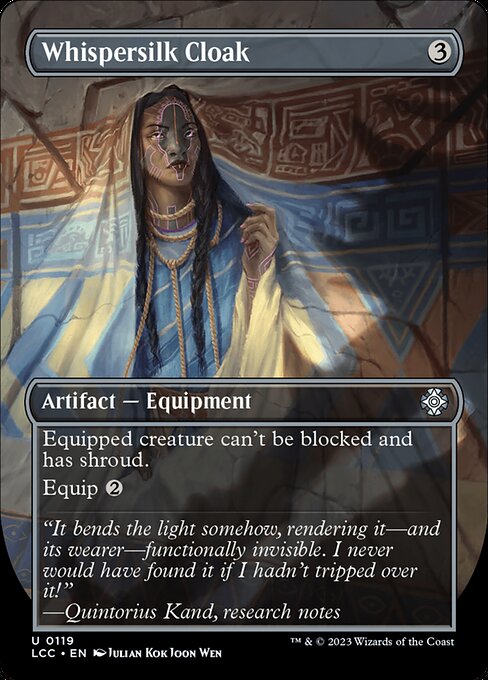 Whispersilk Cloak 3
Artifact — Equipment
Equipped creature can't be blocked and
has shroud.
Equip 2
"It bends the light somehow, rendering it—and
its wearer—functionally invisible. I never
would have found it if I hadn't tripped over
it!"
—Quintorius Kand, research notes
U 0119
LCC • EN Julian Kok Joon Wen
™ & © 2023 Wizards of the Coast